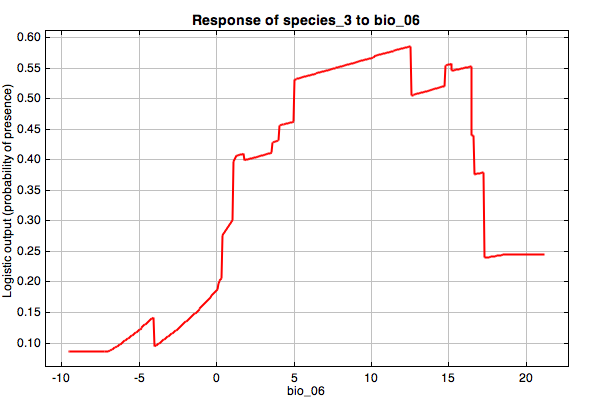 Response of species_3 to bio_06
Logistic output (probability of presence)
0.60
0.55
0.50
0.45
0.40
0.35
0.30
0.25
0.20
0.15
0.10
-10 -5 0 5 10 15 20
bio_06